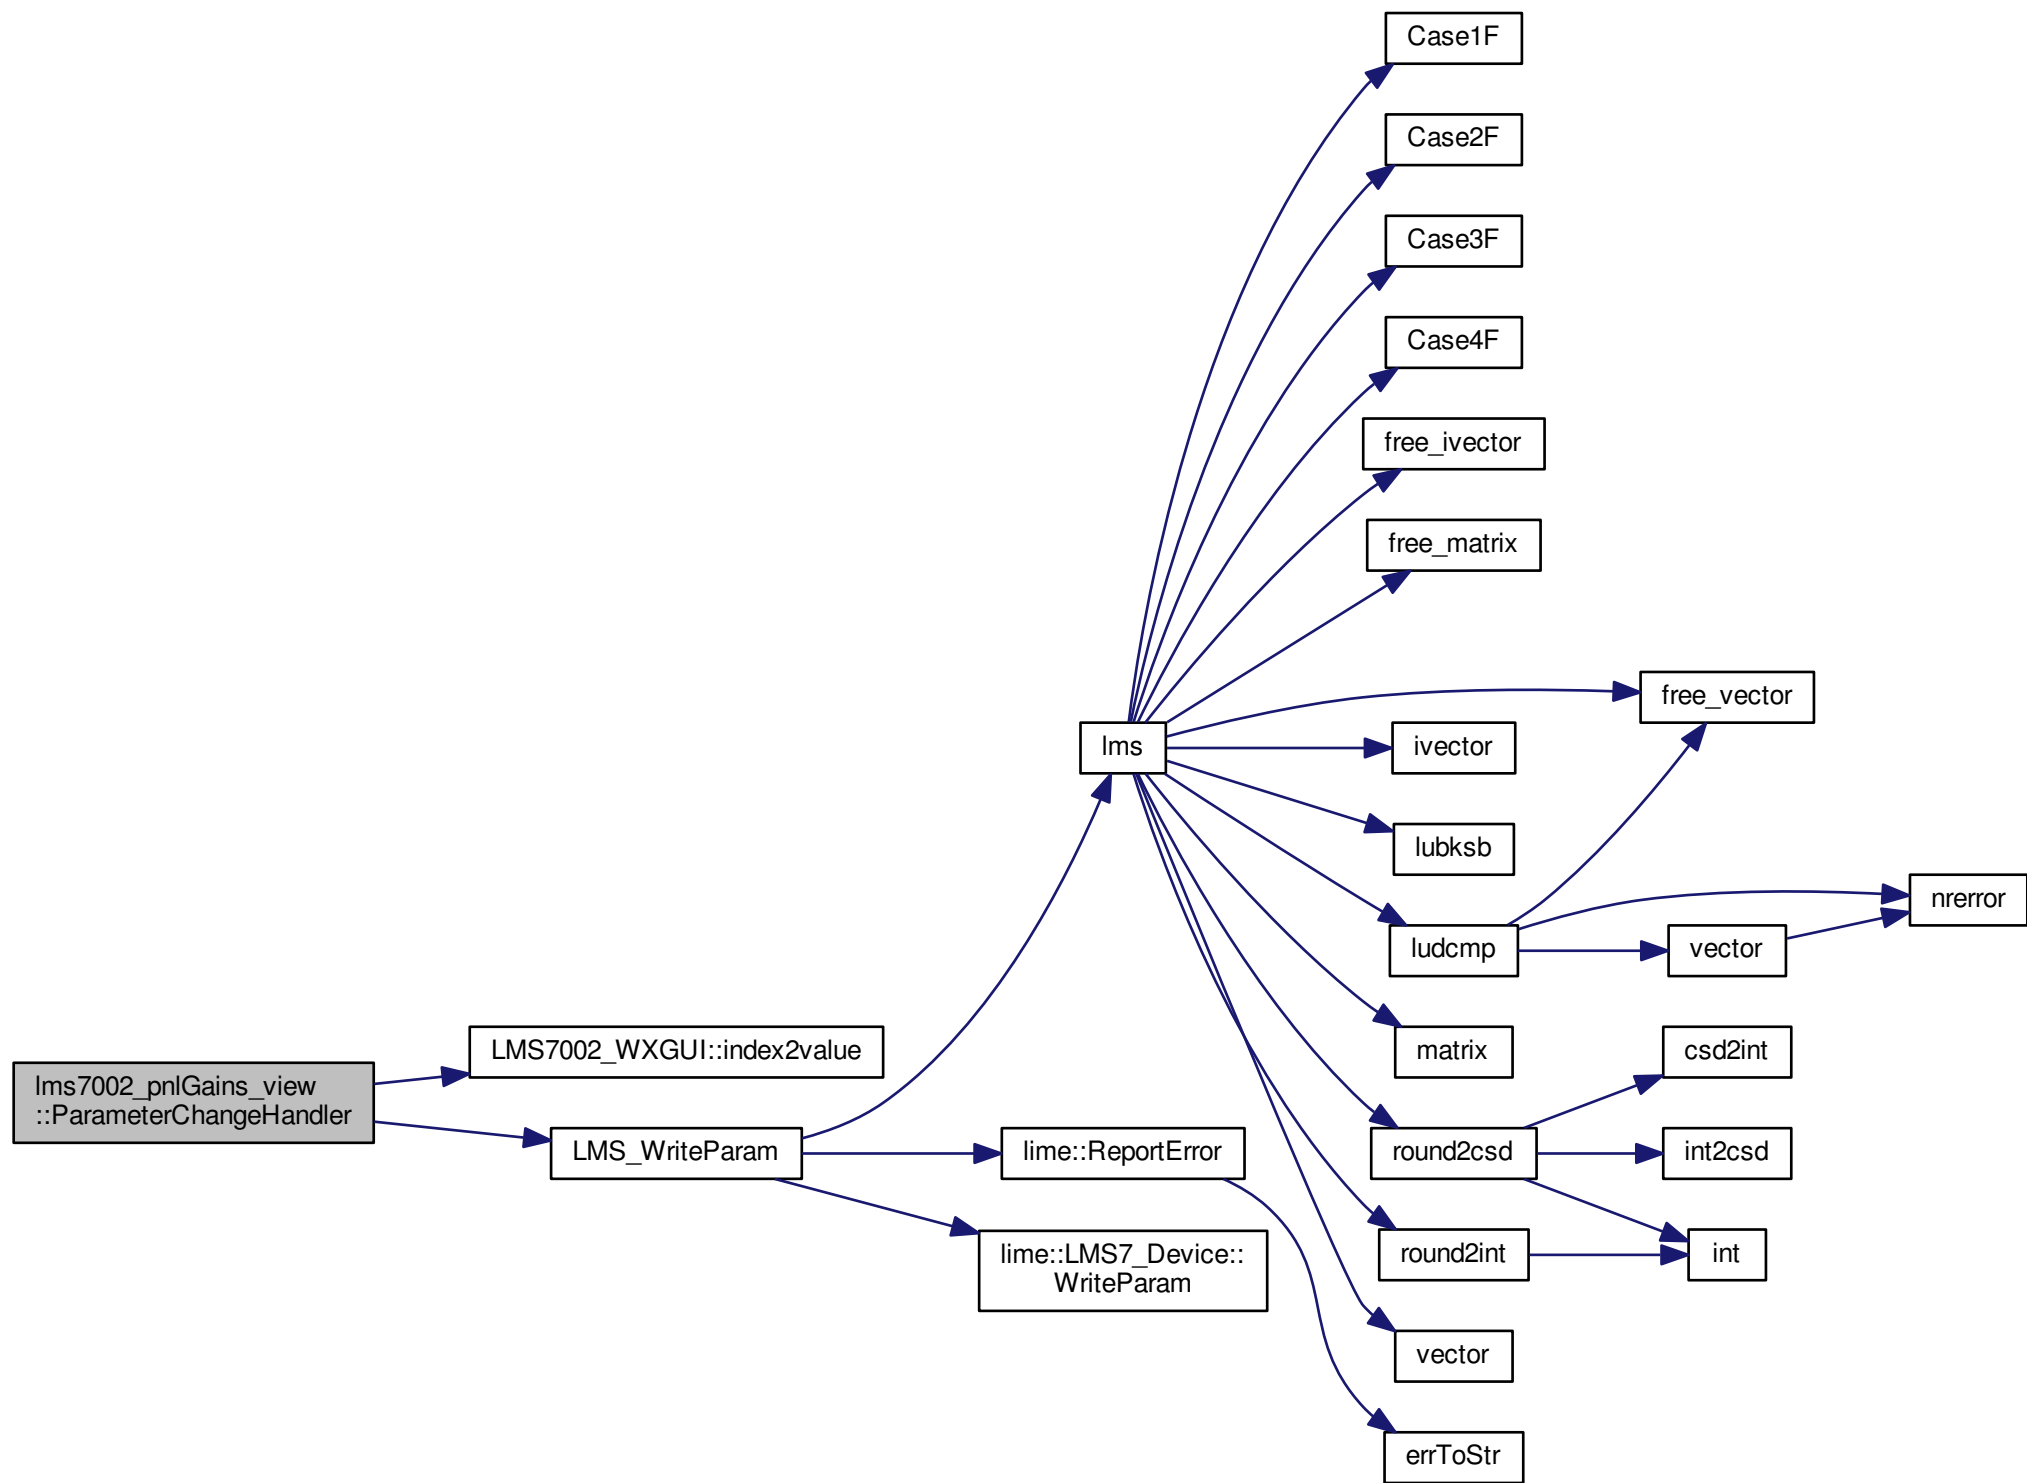 Case1F
Case2F
Case3F
Case4F
free_ivector
free_matrix
free_vector
lms
ivector
lubksb
nrerror
ludcmp
vector
LMS7002_WXGUI::index2value
matrix
csd2int
lms7002_pnlGains_view
::ParameterChangeHandler
LMS_WriteParam
lime::ReportError
round2csd
int2csd
lime::LMS7_Device::
WriteParam
round2int
int
vector
errToStr